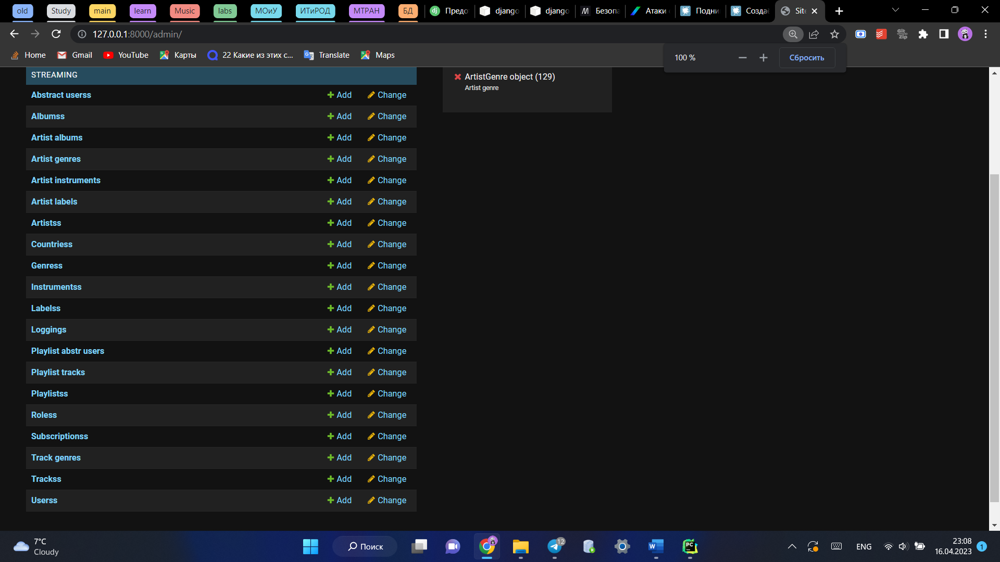 old Study main learn Music labs МОиУ ИТиРОД МТРАН БД Предо django django Безопа Атаки Подни Созда Site
127.0.0.1:8000/admin/
Home Gmail YouTube Карты 22 Какие из этих с... Translate Maps
100 % Сбросить
STREAMING
Abstract userss Add Change
Albumss Add Change
Artist albums Add Change
Artist genres Add Change
Artist instruments Add Change
Artist labels Add Change
Artistss Add Change
Countriess Add Change
Genress Add Change
Instrumentss Add Change
Labelss Add Change
Loggings Add Change
Playlist abstr users Add Change
Playlist tracks Add Change
Playlistss Add Change
Roless Add Change
Subscriptionss Add Change
Track genres Add Change
Trackss Add Change
Userss Add Change
ArtistGenre object (129)
Artist genre
7°C
Cloudy
Поиск
12
ENG
23:08
16.04.2023
1